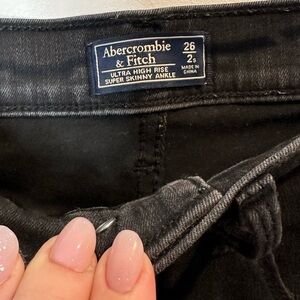 Abercrombie
& Fitch
ULTRA HIGH RISE
SUPER SKINNY ANKLE
26
2S
MADE IN
CHINA